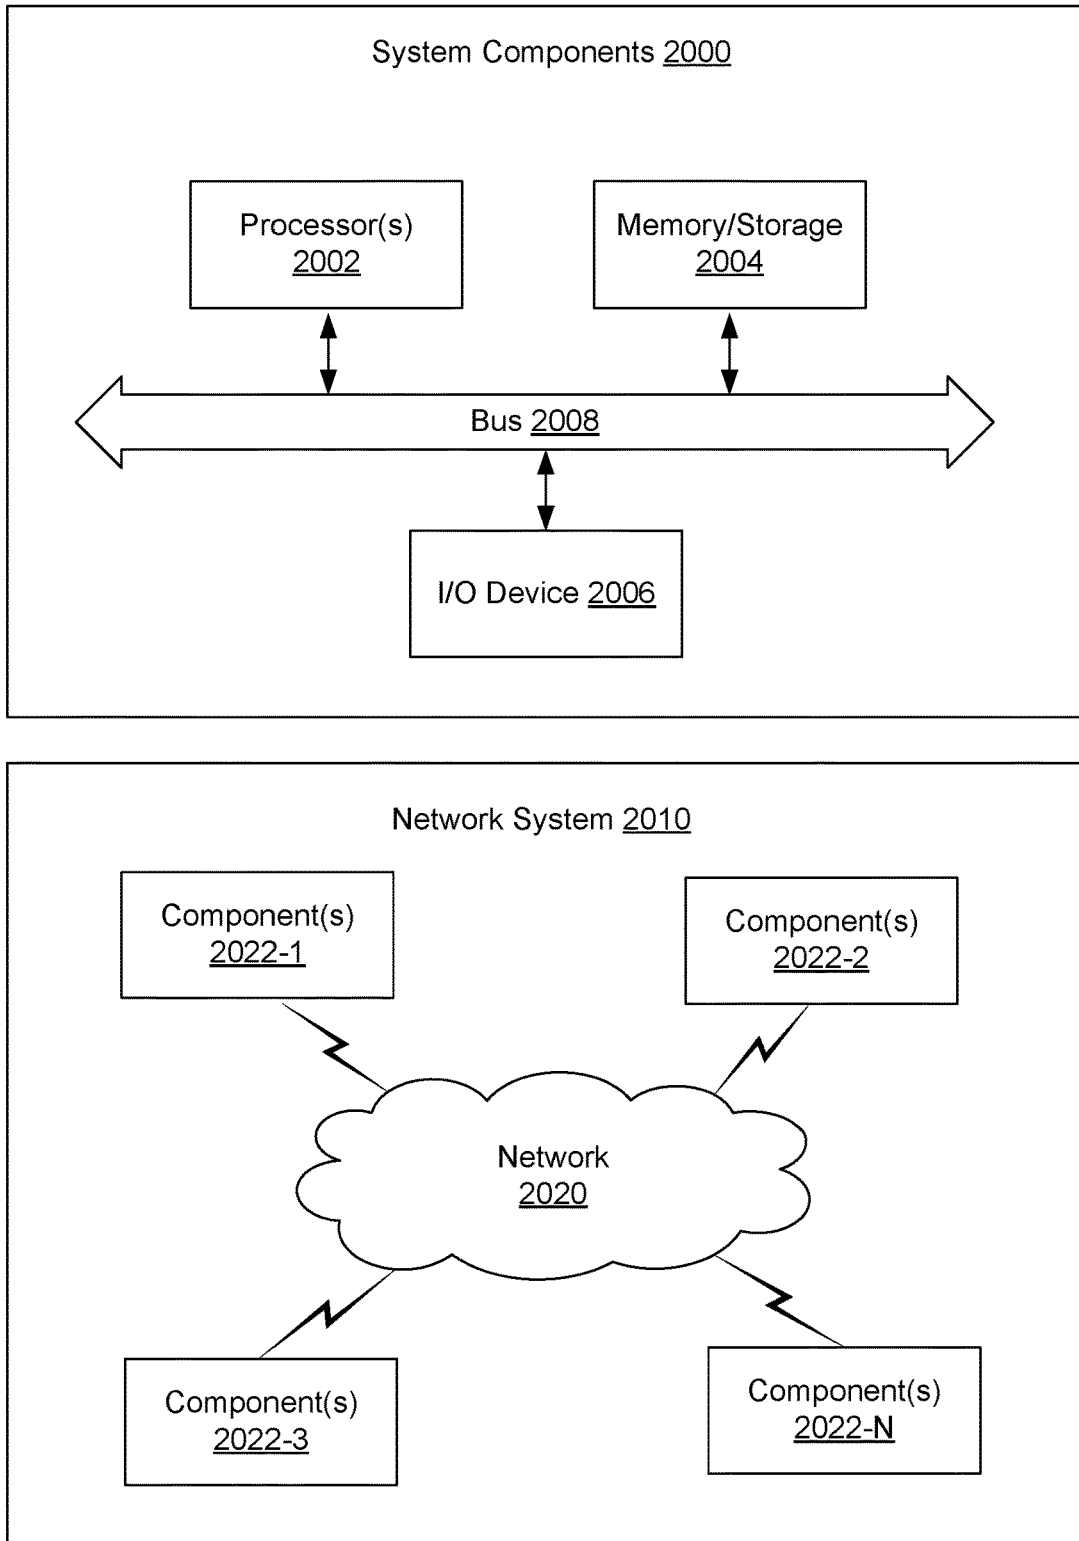 System Components 2000
Processor(s)
2002
Memory/Storage
2004
Bus 2008
I/O Device 2006
Network System 2010
Component(s)
2022-1
Component(s)
2022-2
Network
2020
Component(s)
2022-3
Component(s)
2022-N